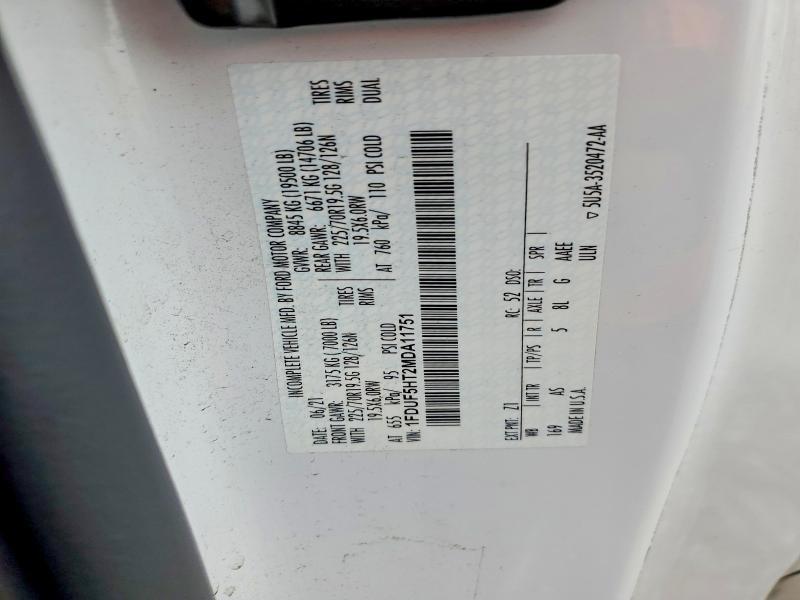 INCOMPLETE VEHICLE MFD. BY FORD MOTOR COMPANY
DATE: 06/21 GVWR: 8845 KG (19500 LB)
FRONT GAWR: 3175 KG (7000 LB) REAR GAWR: 6671 KG (14706 LB)
WITH 225/70R19.5G 128/126N TIRES WITH 225/70R19.5G 128/126N TIRES
19.5X6.0RW RIMS 19.5X6.0RW RIMS
AT 655 kPa/ 95 PSI COLD AT 760 kPa/ 110 PSI COLD DUAL
VIN: 1FDUF5HT2MDA11751
EXT PNT: Z1 RC: 52 DSO:
WB INT TR TP/PS R AXLE TR SPR
169 AS 5 8L G AAEE
MADE IN U.S.A. ULN
▽ 5U5A-3520472-AA